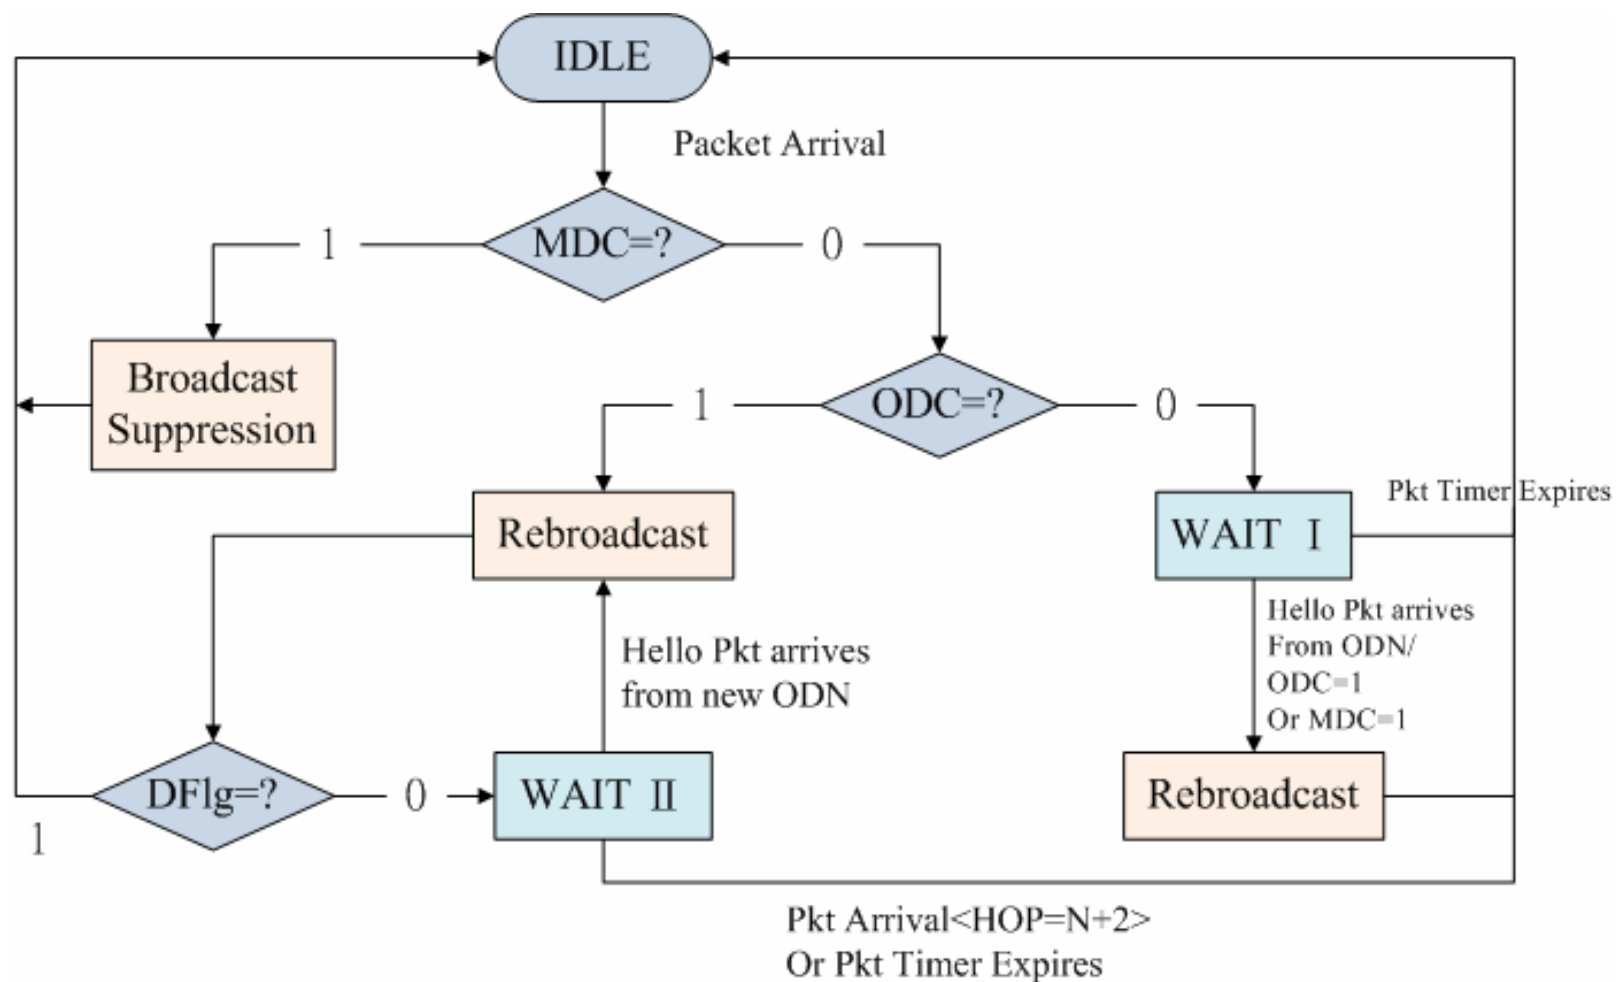 IDLE
Packet Arrival
1
MDC=?
0
Broadcast
Suppression
1
ODC=?
0
Pkt Timer Expires
Rebroadcast
WAIT Ⅰ
Hello Pkt arrives
From ODN/
ODC=1
Or MDC=1
Hello Pkt arrives
from new ODN
DFlg=?
0
WAIT Ⅱ
Rebroadcast
1
Pkt Arrival<HOP=N+2>
Or Pkt Timer Expires